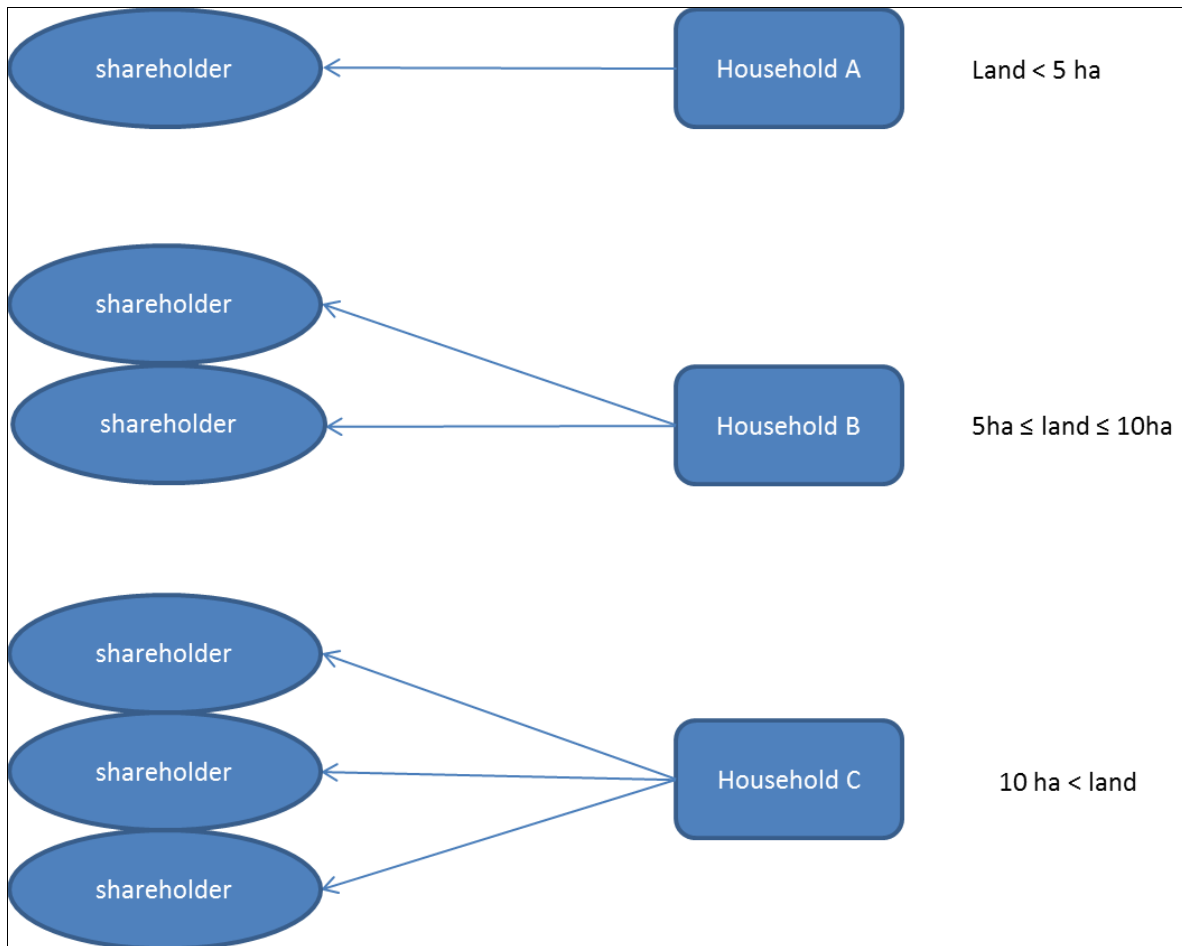 shareholder
Household A
Land < 5 ha
shareholder
shareholder
Household B
5ha ≤ land ≤ 10ha
shareholder
shareholder
Household C
10 ha < land
shareholder